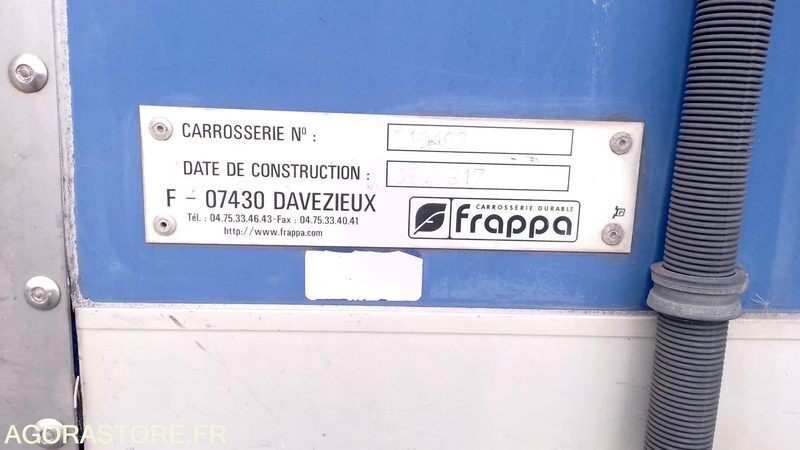 CARROSSERIE Nº :
DATE DE CONSTRUCTION :
F - 07430 DAVEZIEUX
Tél. : 04.75.33.46.43-Fax : 04.75.33.40.41
http://www.frappa.com
CARROSSERIE DURABLE
frappa
AGORASTORE.FR